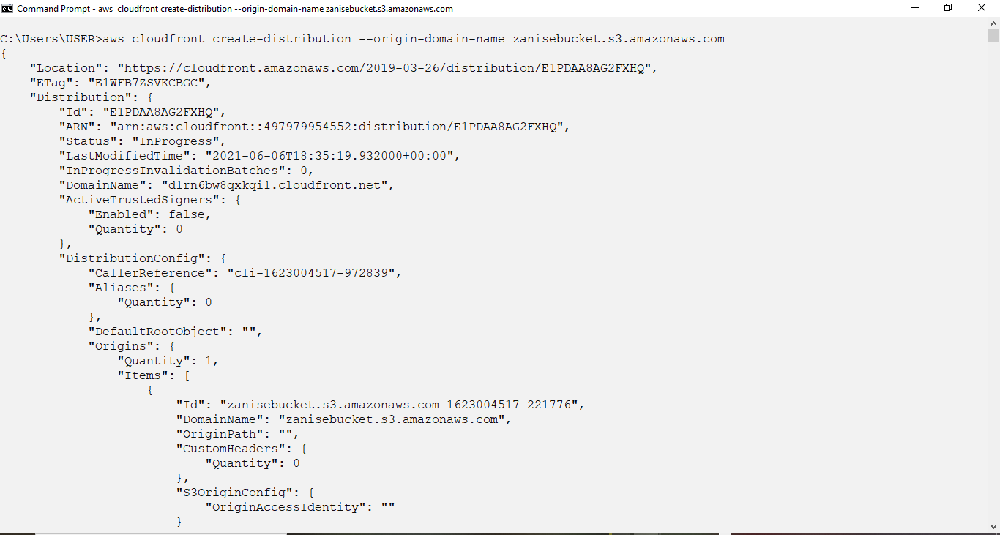 Command Prompt - aws  cloudfront create-distribution --origin-domain-name zanisebucket.s3.amazonaws.com
C:\Users\USER>aws cloudfront create-distribution --origin-domain-name zanisebucket.s3.amazonaws.com
{
    "Location": "https://cloudfront.amazonaws.com/2019-03-26/distribution/E1PDAA8AG2FXHQ",
    "ETag": "E1WFB7ZSVKCBGC",
    "Distribution": {
        "Id": "E1PDAA8AG2FXHQ",
        "ARN": "arn:aws:cloudfront::497979954552:distribution/E1PDAA8AG2FXHQ",
        "Status": "InProgress",
        "LastModifiedTime": "2021-06-06T18:35:19.932000+00:00",
        "InProgressInvalidationBatches": 0,
        "DomainName": "d1rn6bw8qxkqi1.cloudfront.net",
        "ActiveTrustedSigners": {
            "Enabled": false,
            "Quantity": 0
        },
        "DistributionConfig": {
            "CallerReference": "cli-1623004517-972839",
            "Aliases": {
                "Quantity": 0
            },
            "DefaultRootObject": "",
            "Origins": {
                "Quantity": 1,
                "Items": [
                    {
                        "Id": "zanisebucket.s3.amazonaws.com-1623004517-221776",
                        "DomainName": "zanisebucket.s3.amazonaws.com",
                        "OriginPath": "",
                        "CustomHeaders": {
                            "Quantity": 0
                        },
                        "S3OriginConfig": {
                            "OriginAccessIdentity": ""
                        }